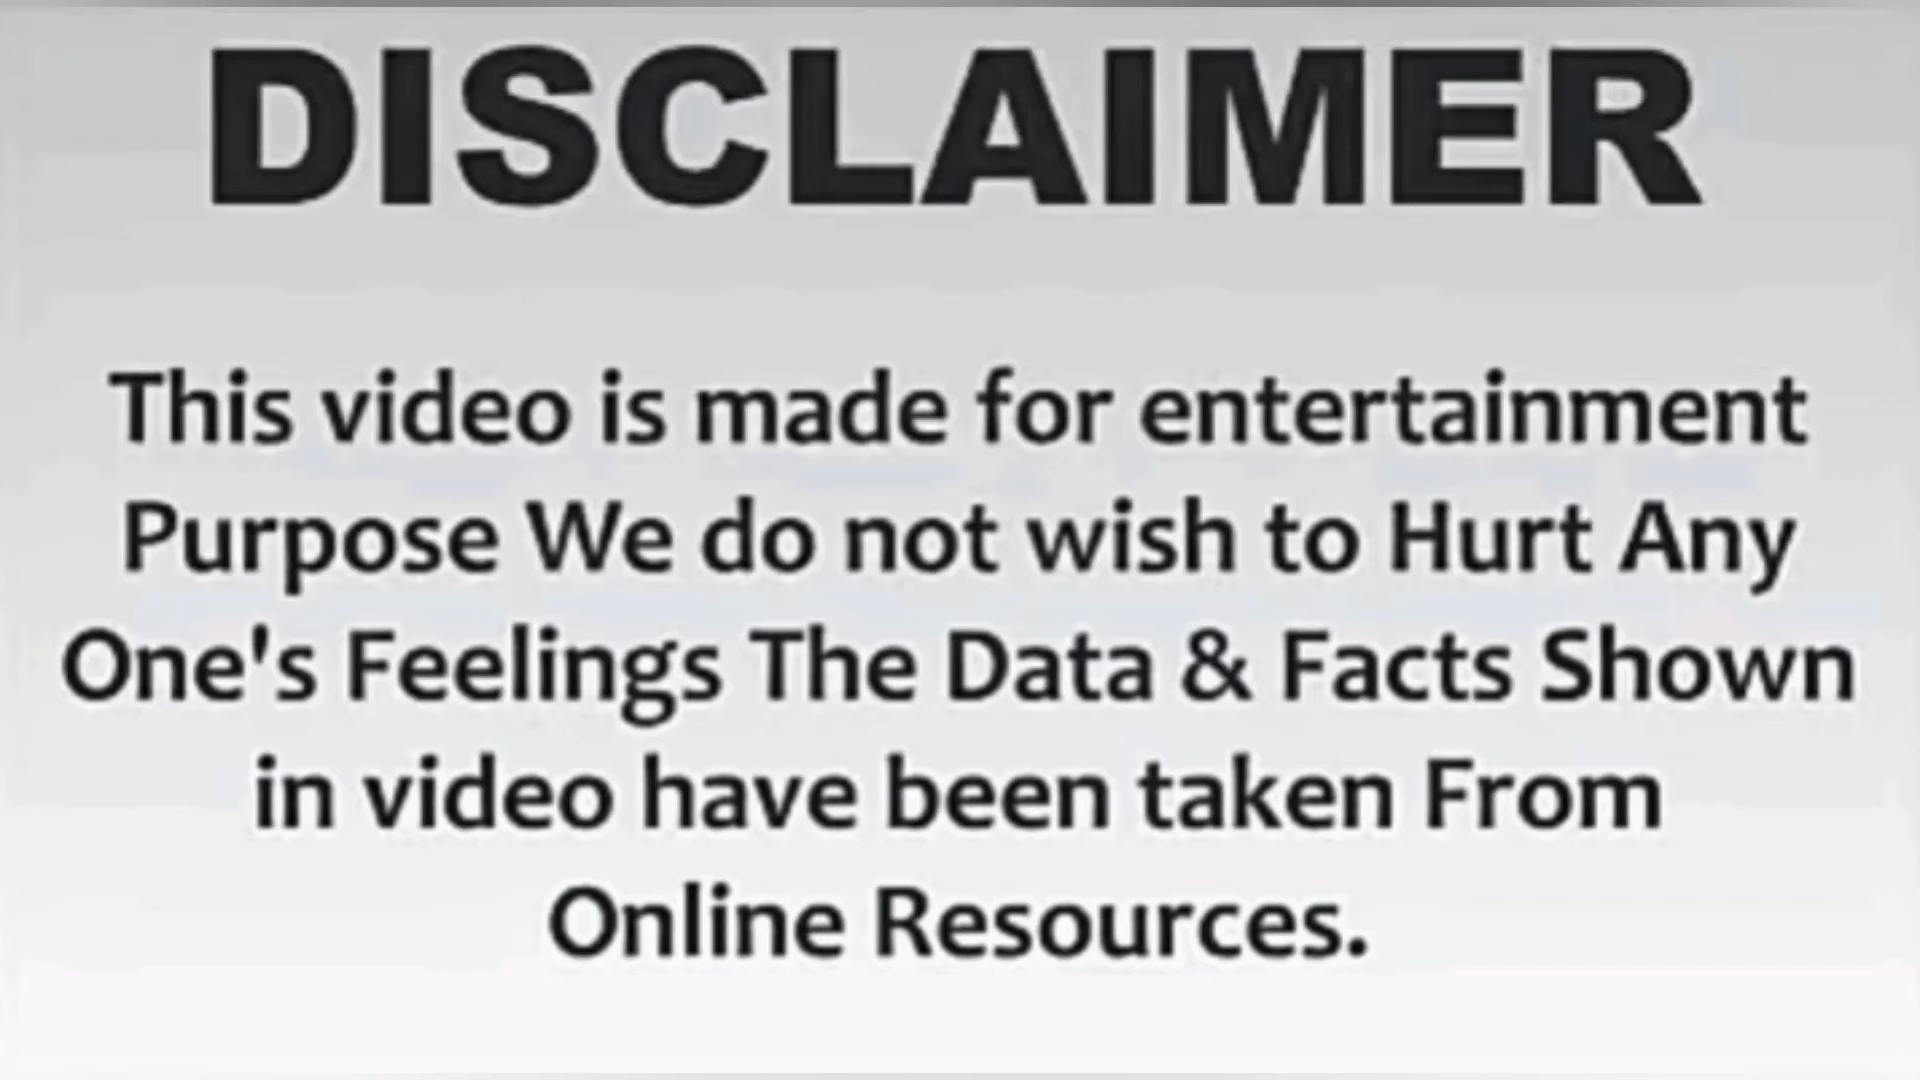 DISCLAIMER
This video is made for entertainment
Purpose We do not wish to Hurt Any
One's Feelings The Data & Facts Shown
in video have been taken From
Online Resources.